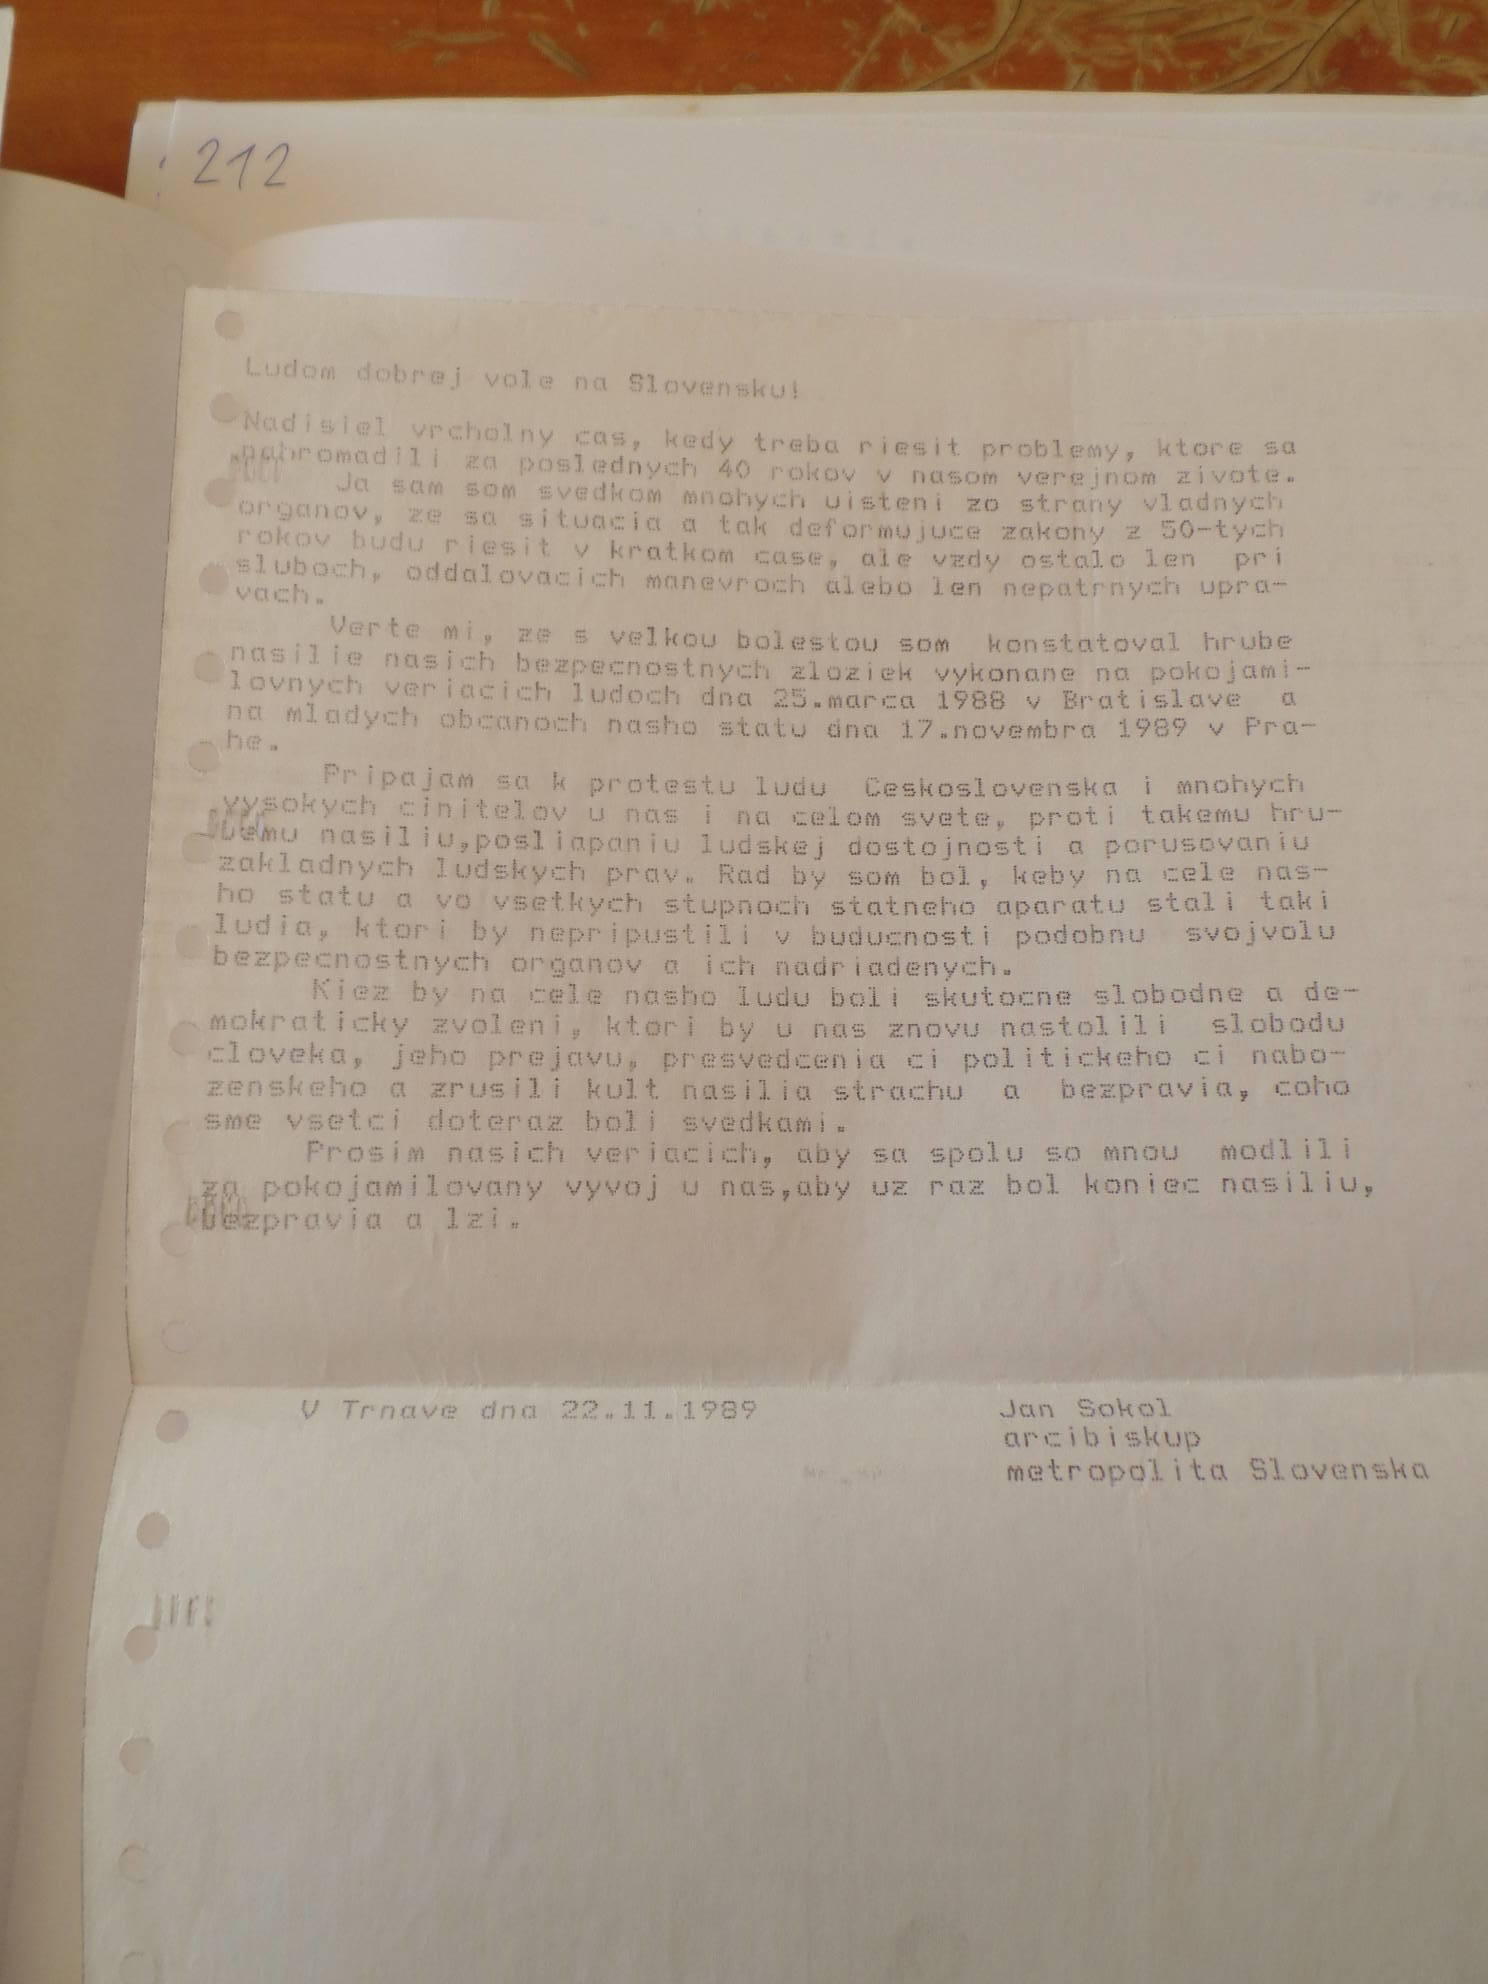 212
Ludom dobrej vole na Slovensku!
Nadisiel vrcholny cas, kedy treba riesit problemy, ktore sa
nahromadili za poslednych 40 rokov v nasom verejnom zivote.
Ja sam som svedkom mnohych uisteni zo strany vladnych
organov, ze sa situacia a tak deformujuce zakony z 50-tych
rokov budu riesit v kratkom case, ale vzdy ostalo len pri
sluboch, oddalovacich manevroch alebo len nepatrnych upra-
vach.
Verte mi, ze s velkou bolestou som konstatoval hrube
nasilie nasich bezpecnostnych zloziek vykonane na pokojami-
lovnych veriacich ludoch dna 25.marca 1988 v Bratislave a
na mladych obcanoch nasho statu dna 17.novembra 1989 v Pra-
he.
Pripajam sa k protestu ludu Ceskoslovenska i mnohych
vysokych cinitelov u nas i na celom svete, proti takemu hru-
bemu nasiliu,posliapaniu ludskej dostojnosti a porusovaniu
zakladnych ludskych prav. Rad by som bol, keby na cele nas-
ho statu a vo vsetkych stupnoch statneho aparatu stali taki
ludia, ktori by nepripustili v buducnosti podobnu svojvolu
bezpecnostnych organov a ich nadriadenych.
Kiez by na cele nasho ludu boli skutocne slobodne a de-
mokraticky zvoleni, ktori by u nas znovu nastolili slobodu
cloveka, jeho prejavu, presvedcenia ci politickeho ci nabo-
zenskeho a zrusili kult nasilia strachu a bezpravia, coho
sme vsetci doteraz boli svedkami.
Prosim nasich veriacich, aby sa spolu so mnou modlili
za pokojamilovany vyvoj u nas,aby uz raz bol koniec nasiliu,
bezpravia a lzi.
V Trnave dna 22.11.1989
Jan Sokol
arcibiskup
metropolita Slovenska